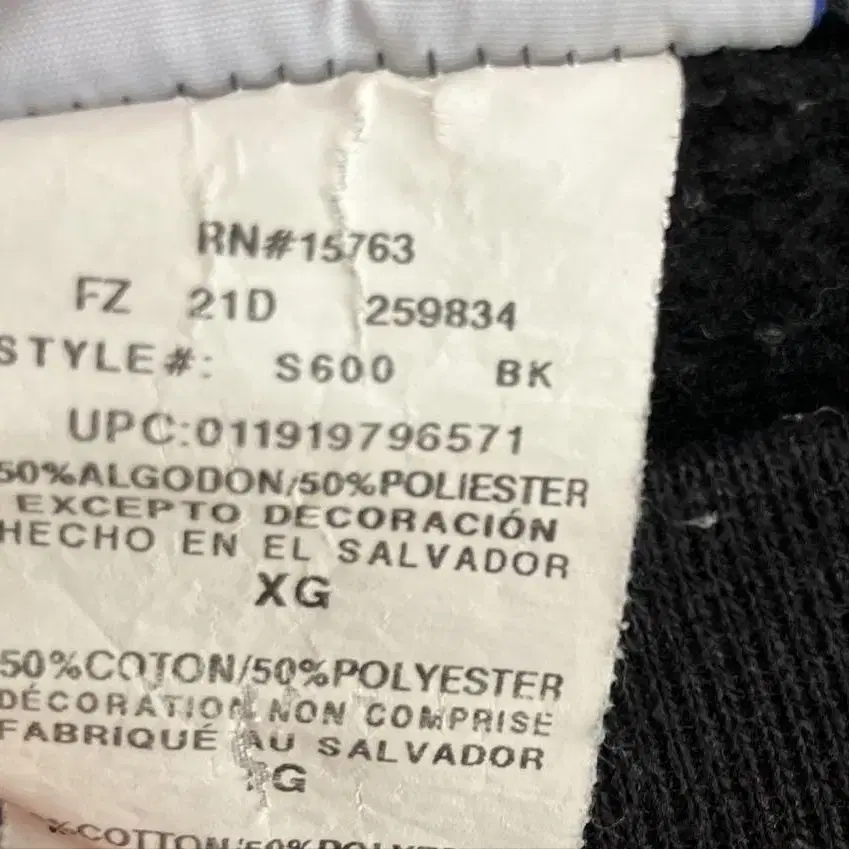 RN#15763
FZ 21D 259834
STYLE#: S600 BK
UPC:011919796571
50%ALGODON/50%POLIESTER
EXCEPTO DECORACIÓN
HECHO EN EL SALVADOR
XG
50%COTON/50%POLYESTER
DÉCORATION NON COMPRISE
FABRIQUÉ AU SALVADOR